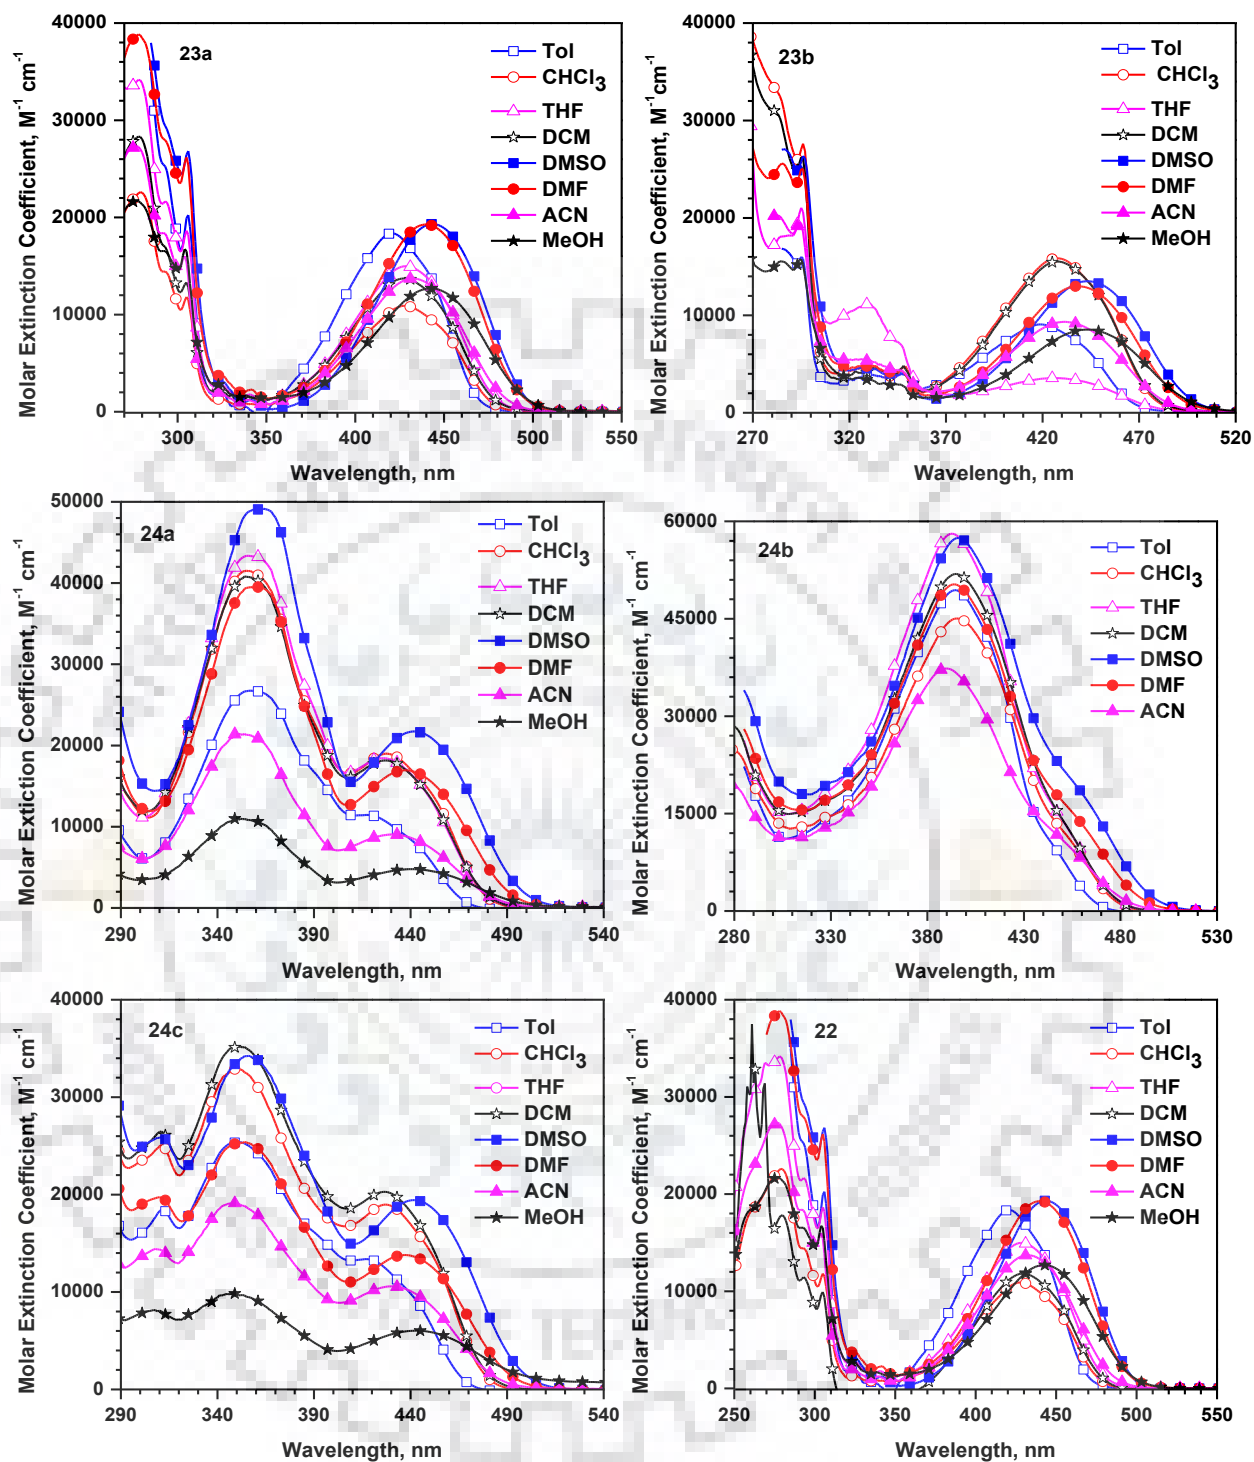 23a
Tol
CHCl3
THF
DCM
DMSO
DMF
ACN
MeOH
40000
30000
20000
10000
0
300 350 400 450 500 550
Wavelength, nm
Molar Extinction Coefficient, M-1 cm-1
23b
Tol
CHCl3
THF
DCM
DMSO
DMF
ACN
MeOH
40000
30000
20000
10000
0
270 320 370 420 470 520
Wavelength, nm
Molar Extinction Coefficient, M-1 cm-1
24a
Tol
CHCl3
THF
DCM
DMSO
DMF
ACN
MeOH
50000
40000
30000
20000
10000
0
290 340 390 440 490 540
Wavelength, nm
Molar Extiction Coefficient, M-1 cm-1
24b
Tol
CHCl3
THF
DCM
DMSO
DMF
ACN
60000
45000
30000
15000
0
280 330 380 430 480 530
Wavelength, nm
Molar Extinction Coefficient, M-1 cm-1
24c
Tol
CHCl3
THF
DCM
DMSO
DMF
ACN
MeOH
40000
30000
20000
10000
0
290 340 390 440 490 540
Wavelength, nm
Molar Extinction Coefficient, M-1 cm-1
22
Tol
CHCl3
THF
DCM
DMSO
DMF
ACN
MeOH
40000
30000
20000
10000
0
250 300 350 400 450 500 550
Wavelength, nm
Molar Extinction Coefficient, M-1 cm-1